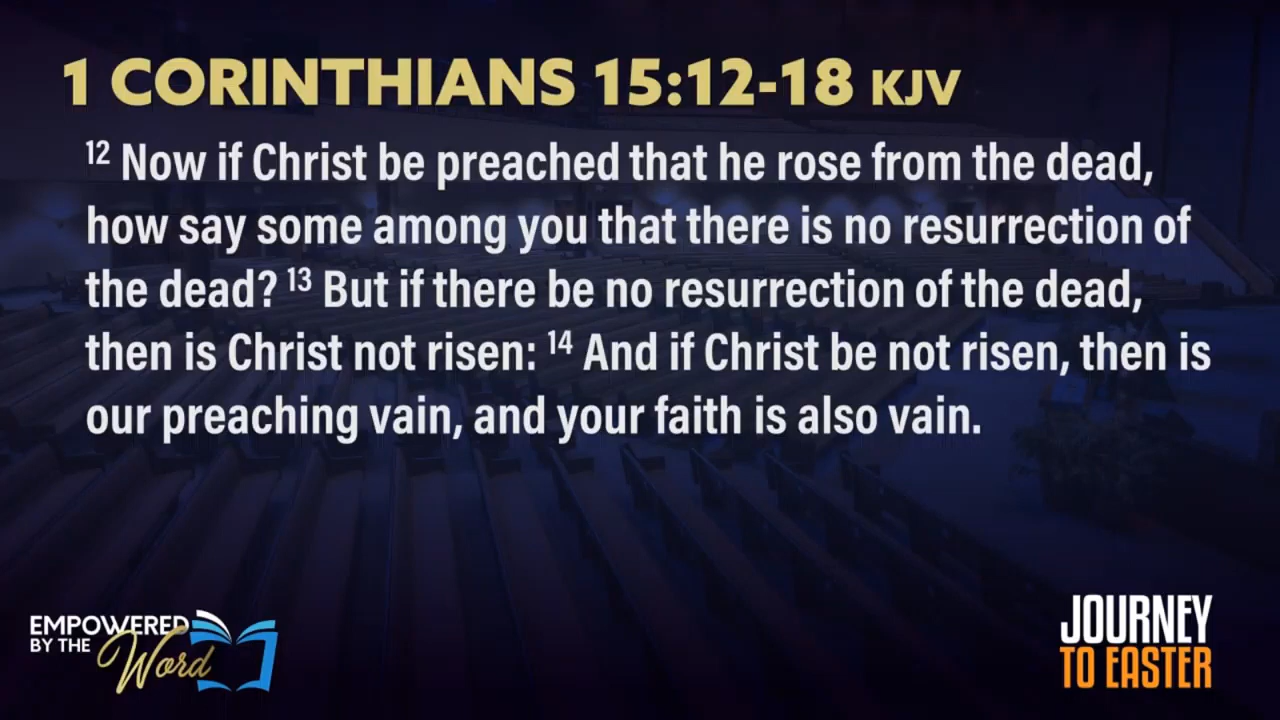 1 CORINTHIANS 15:12-18 KJV
12 Now if Christ be preached that he rose from the dead,
how say some among you that there is no resurrection of
the dead? 13 But if there be no resurrection of the dead,
then is Christ not risen: 14 And if Christ be not risen, then is
our preaching vain, and your faith is also vain.
EMPOWERED
BY THE
Word
JOURNEY
TO EASTER